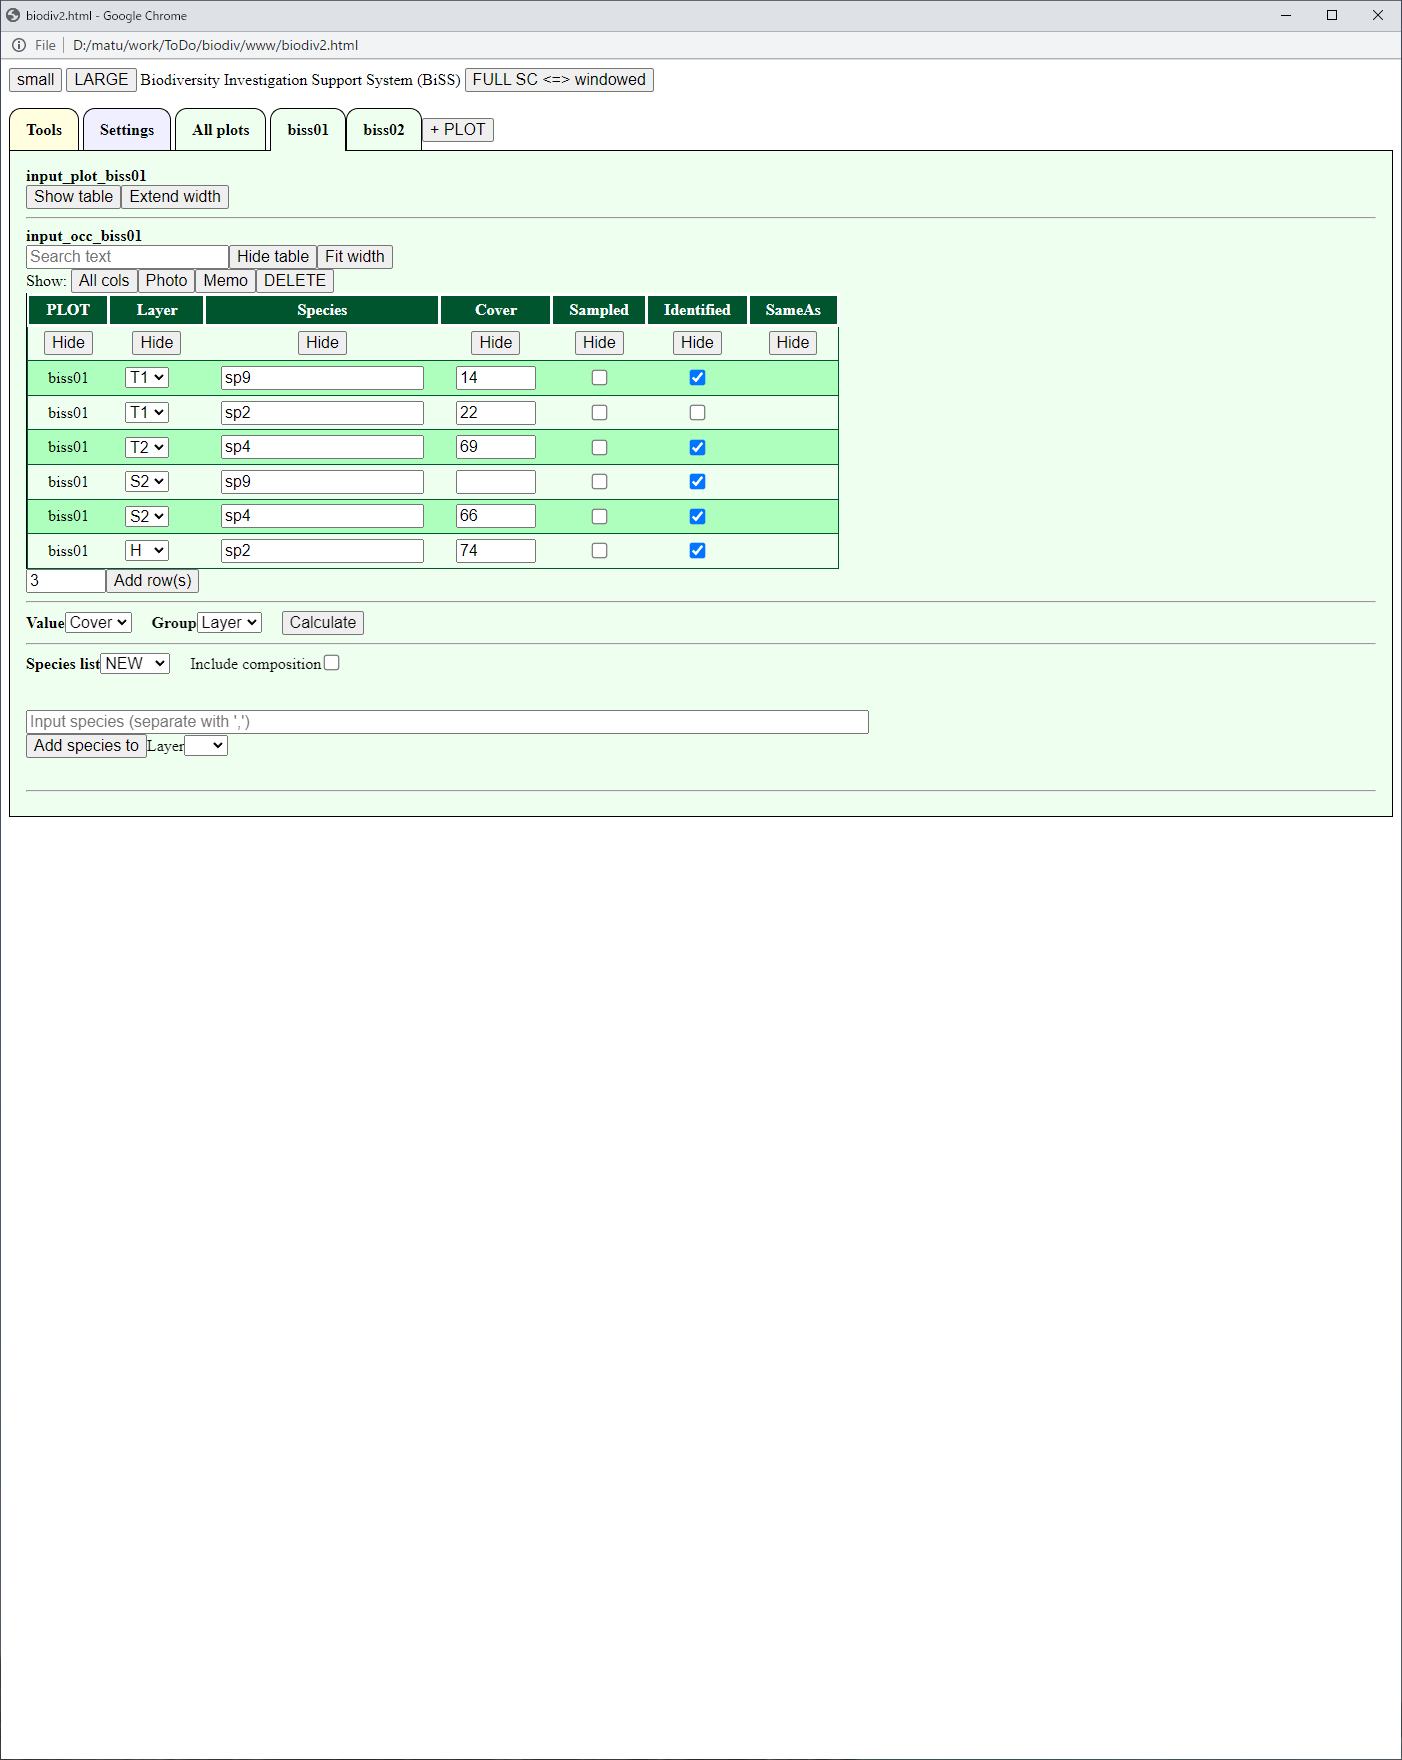 biodiv2.html - Google Chrome
File D:/matu/work/ToDo/biodiv/www/biodiv2.html
small LARGE Biodiversity Investigation Support System (BiSS) FULL SC <=> windowed
Tools Settings All plots biss01 biss02 + PLOT
input_plot_biss01
Show table Extend width
input_occ_biss01
Search text Hide table Fit width
Show: All cols Photo Memo DELETE
PLOT Layer Species Cover Sampled Identified SameAs
Hide Hide Hide Hide Hide Hide Hide
biss01 T1 sp9 14
biss01 T1 sp2 22
biss01 T2 sp4 69
biss01 S2 sp9
biss01 S2 sp4 66
biss01 H sp2 74
3 Add row(s)
Value Cover Group Layer Calculate
Species list NEW Include composition
Input species (separate with ',')
Add species to Layer